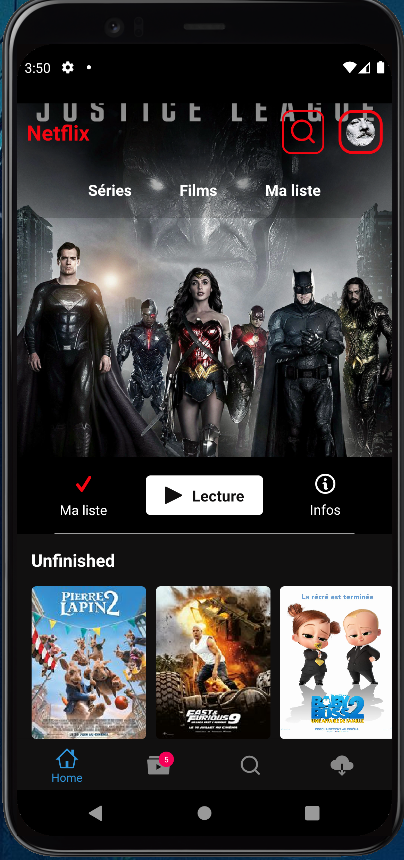 3:50
JUSTICE LEAGUE
Netflix
Séries Films Ma liste
Ma liste
Lecture
Infos
Unfinished
PIERRE LAPIN 2
FAST & FURIOUS 9
La récré est terminée
BABY BOSS 2
5
Home